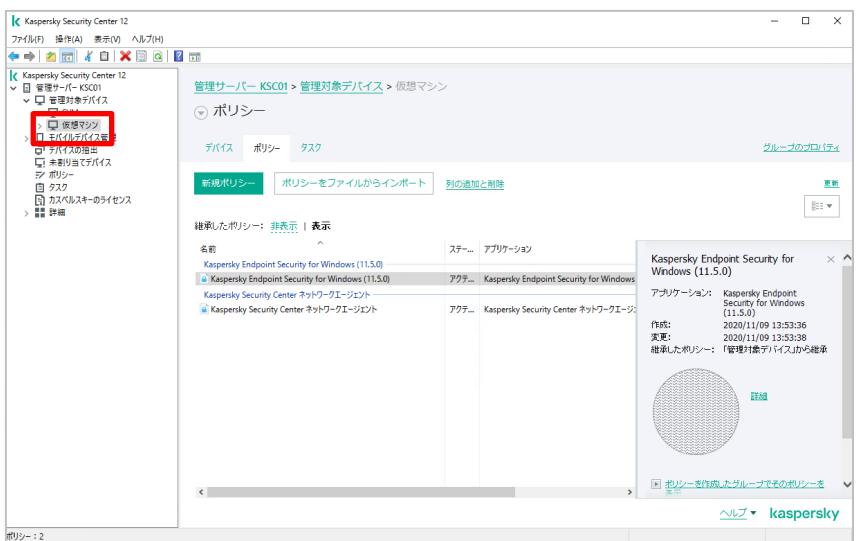 Kaspersky Security Center 12
ファイル(F) 操作(A) 表示(V) ヘルプ(H)
Kaspersky Security Center 12
管理サーバー KSC01
管理対象デバイス
仮想マシン
モバイルデバイス管理
デバイスの抽出
未割り当てデバイス
ポリシー
タスク
カスペルスキーのライセンス
詳細
管理サーバー KSC01 > 管理対象デバイス > 仮想マシン
ポリシー
デバイス ポリシー タスク
グループのプロパティ
新規ポリシー ポリシーをファイルからインポート 列の追加と削除
更新
継承したポリシー: 非表示 | 表示
名前 ステー... アプリケーション
Kaspersky Endpoint Security for Windows (11.5.0)
Kaspersky Endpoint Security for Windows (11.5.0) アクテ... Kaspersky Endpoint Security for Windows
Kaspersky Security Center ネットワークエージェント
Kaspersky Security Center ネットワークエージェント アクテ... Kaspersky Security Center ネットワークエージ
Kaspersky Endpoint Security for
Windows (11.5.0)
アプリケーション: Kaspersky Endpoint
Security for Windows
(11.5.0)
作成: 2020/11/09 13:53:36
変更: 2020/11/09 13:53:38
継承したポリシー: 「管理対象デバイス」から継承
詳細
ポリシーを作成したグループでそのポリシーを
ヘルプ kaspersky
ポリシー : 2